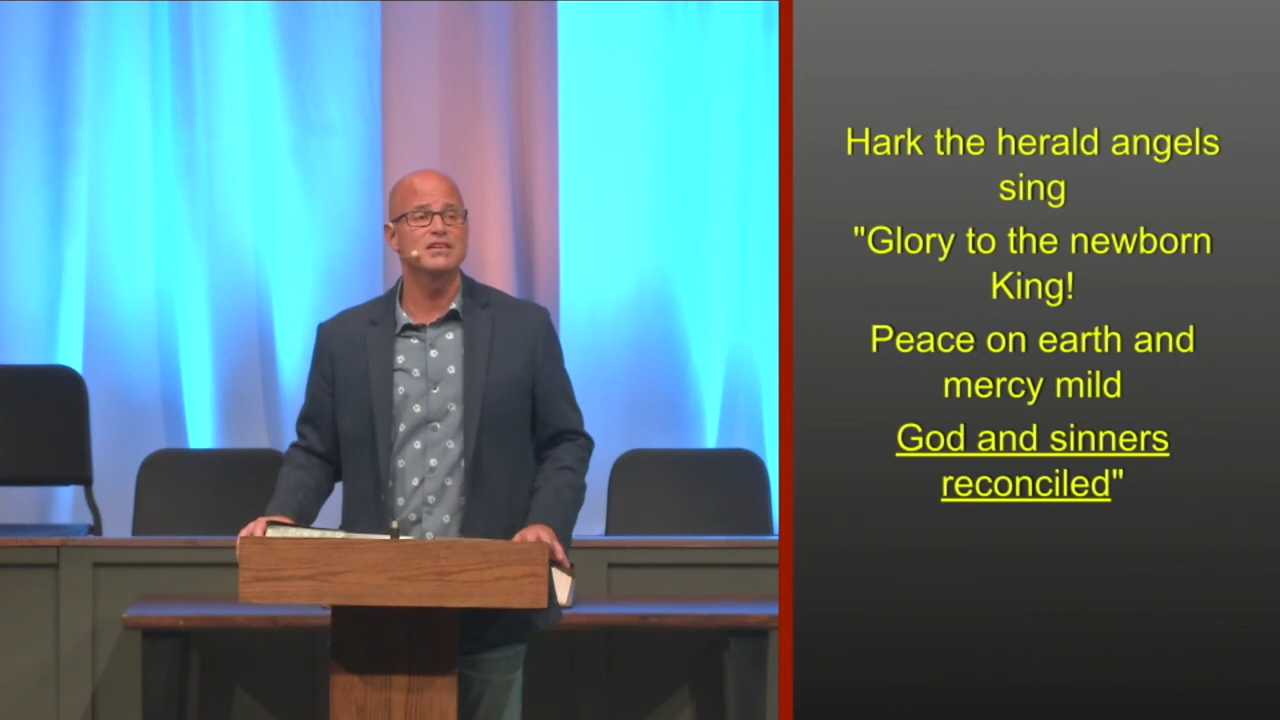 Hark the herald angels
sing
"Glory to the newborn
King!
Peace on earth and
mercy mild
God and sinners
reconciled"